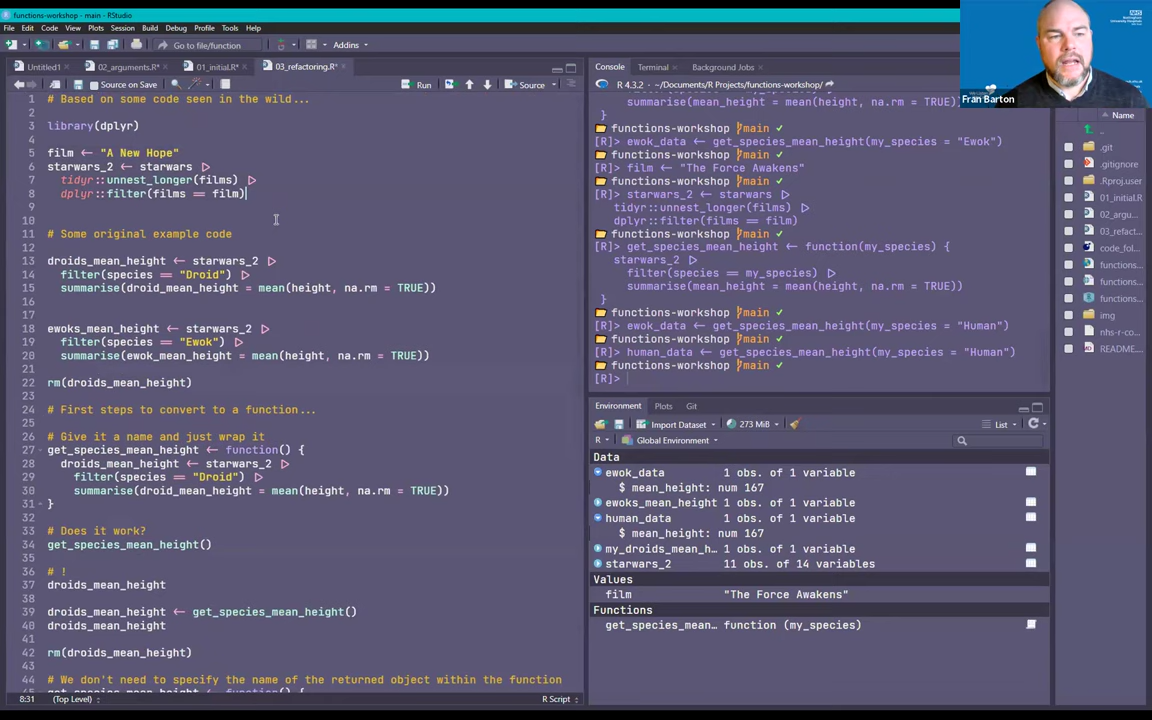 functions-workshop - main - RStudio
File Edit Code View Plots Session Build Debug Profile Tools Help
Go to file/function
Addins
Untitled1
02_arguments.R*
01_initial.R*
03_refactoring.R*
Source on Save
Run
Source
1 # Based on some code seen in the wild...
2
3 library(dplyr)
4
5 film ← "A New Hope"
6 starwars_2 ← starwars ▷
7 tidyr::unnest_longer(films) ▷
8 dplyr::filter(films == film)
9
10
11 # Some original example code
12
13 droids_mean_height ← starwars_2 ▷
14 filter(species == "Droid") ▷
15 summarise(droid_mean_height = mean(height, na.rm = TRUE))
16
17
18 ewoks_mean_height ← starwars_2 ▷
19 filter(species == "Ewok") ▷
20 summarise(ewok_mean_height = mean(height, na.rm = TRUE))
21
22 rm(droids_mean_height)
23
24 # First steps to convert to a function...
25
26 # Give it a name and just wrap it
27 get_species_mean_height ← function() {
28 droids_mean_height ← starwars_2 ▷
29 filter(species == "Droid") ▷
30 summarise(droid_mean_height = mean(height, na.rm = TRUE))
31 }
32
33 # Does it work?
34 get_species_mean_height()
35
36 # !
37 droids_mean_height
38
39 droids_mean_height ← get_species_mean_height()
40 droids_mean_height
41
42 rm(droids_mean_height)
43
44 # We don't need to specify the name of the returned object within the function
8:31 (Top Level) R Script
Console Terminal Background Jobs
R 4.3.2 · ~/Documents/R Projects/functions-workshop/
summarise(mean_height = mean(height, na.rm = TRUE))
}
functions-workshop main ✓
[R]> ewok_data ← get_species_mean_height(my_species = "Ewok")
functions-workshop main ✓
[R]> film ← "The Force Awakens"
functions-workshop main ✓
[R]> starwars_2 ← starwars ▷
tidyr::unnest_longer(films) ▷
dplyr::filter(films == film)
functions-workshop main ✓
[R]> get_species_mean_height ← function(my_species) {
starwars_2 ▷
filter(species == my_species) ▷
summarise(mean_height = mean(height, na.rm = TRUE))
}
functions-workshop main ✓
[R]> ewok_data ← get_species_mean_height(my_species = "Human")
functions-workshop main ✓
[R]> human_data ← get_species_mean_height(my_species = "Human")
functions-workshop main ✓
[R]>
Environment Plots Git
Import Dataset 273 MiB List
R Global Environment
Data
ewok_data 1 obs. of 1 variable
$ mean_height: num 167
ewoks_mean_height 1 obs. of 1 variable
human_data 1 obs. of 1 variable
$ mean_height: num 167
my_droids_mean_h… 1 obs. of 1 variable
starwars_2 11 obs. of 14 variables
Values
film "The Force Awakens"
Functions
get_species_mean… function (my_species)
NHS
Fran Barton
Name
..
.git
.gitignore
.Rproj.user
01_initial.R
02_argu
03_refact
code_fol
functions
functions
functions
img
nhs-r-co
README